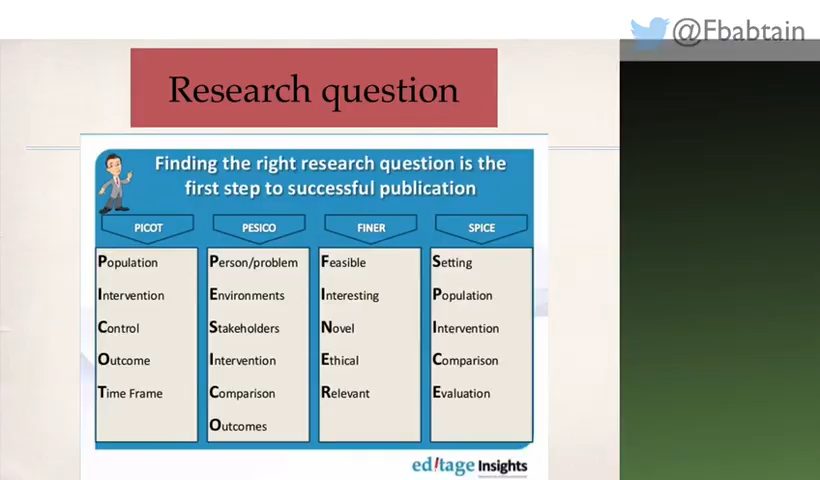 @Fbabtain
Research question
Finding the right research question is the
first step to successful publication
PICOT
Population
Intervention
Control
Outcome
Time Frame
PESICO
Person/problem
Environments
Stakeholders
Intervention
Comparison
Outcomes
FINER
Feasible
Interesting
Novel
Ethical
Relevant
SPICE
Setting
Population
Intervention
Comparison
Evaluation
ed!tage Insights